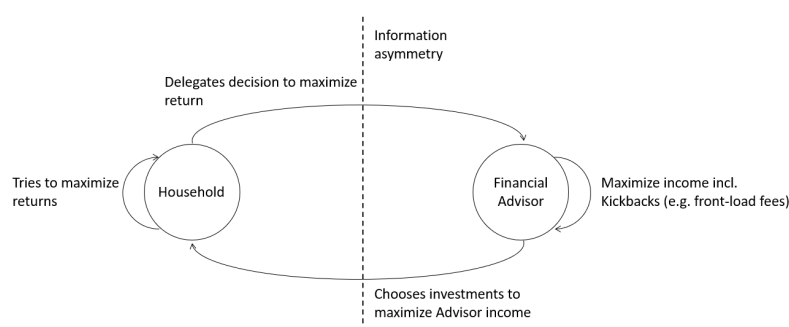 Information
asymmetry
Delegates decision to maximize
return
Tries to maximize
returns
Household
Financial
Advisor
Maximize income incl.
Kickbacks (e.g. front-load fees)
Chooses investments to
maximize Advisor income